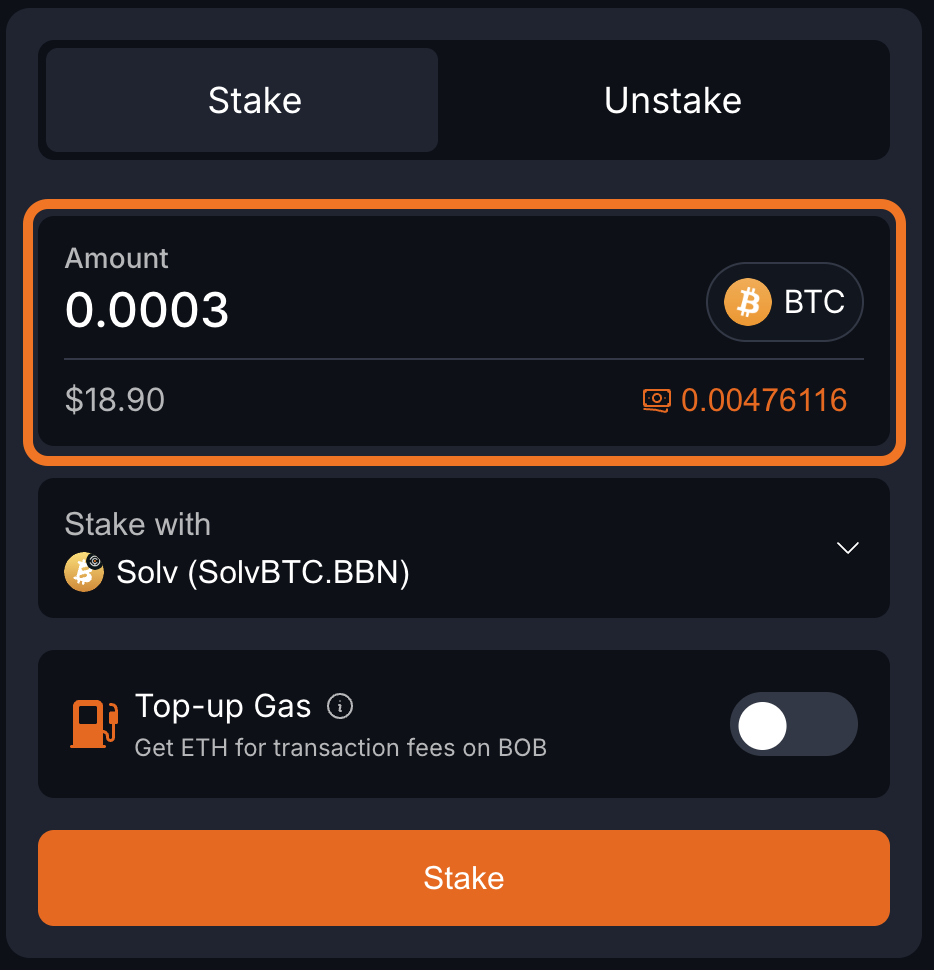 Stake
Unstake
Amount
0.0003
BTC
$18.90
0.00476116
Stake with
Solv (SolvBTC.BBN)
Top-up Gas
Get ETH for transaction fees on BOB
Stake